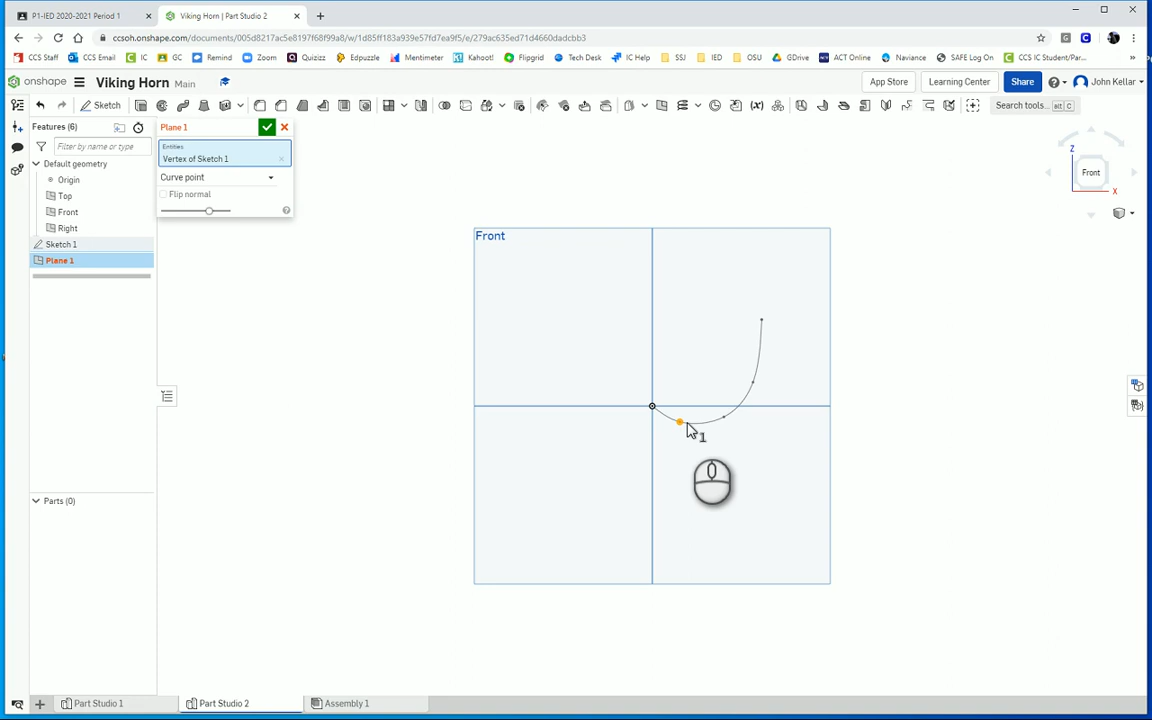 P1-IED 2020-2021 Period 1
Viking Horn | Part Studio 2
ccsoh.onshape.com/documents/005d8217ac5e8197f68f99a8/w/1d85ff183a939e57fd7ea9f5/e/279ac635ed71d4660dadcbb3
CCS Staff CCS Email IC GC Remind Zoom Quizizz Edpuzzle Mentimeter Kahoot! Flipgrid Tech Desk IC Help SSJ IED OSU GDrive ACT Online Naviance SAFE Log On CCS IC Student/Par...
onshape Viking Horn Main App Store Learning Center Share John Kellar
Sketch Search tools... alt C
Features (6)
Filter by name or type
Default geometry
Origin
Top
Front
Right
Sketch 1
Plane 1
Parts (0)
Plane 1
Entities
Vertex of Sketch 1
Curve point
Flip normal
Front
1
Z
Front
X
Part Studio 1 Part Studio 2 Assembly 1